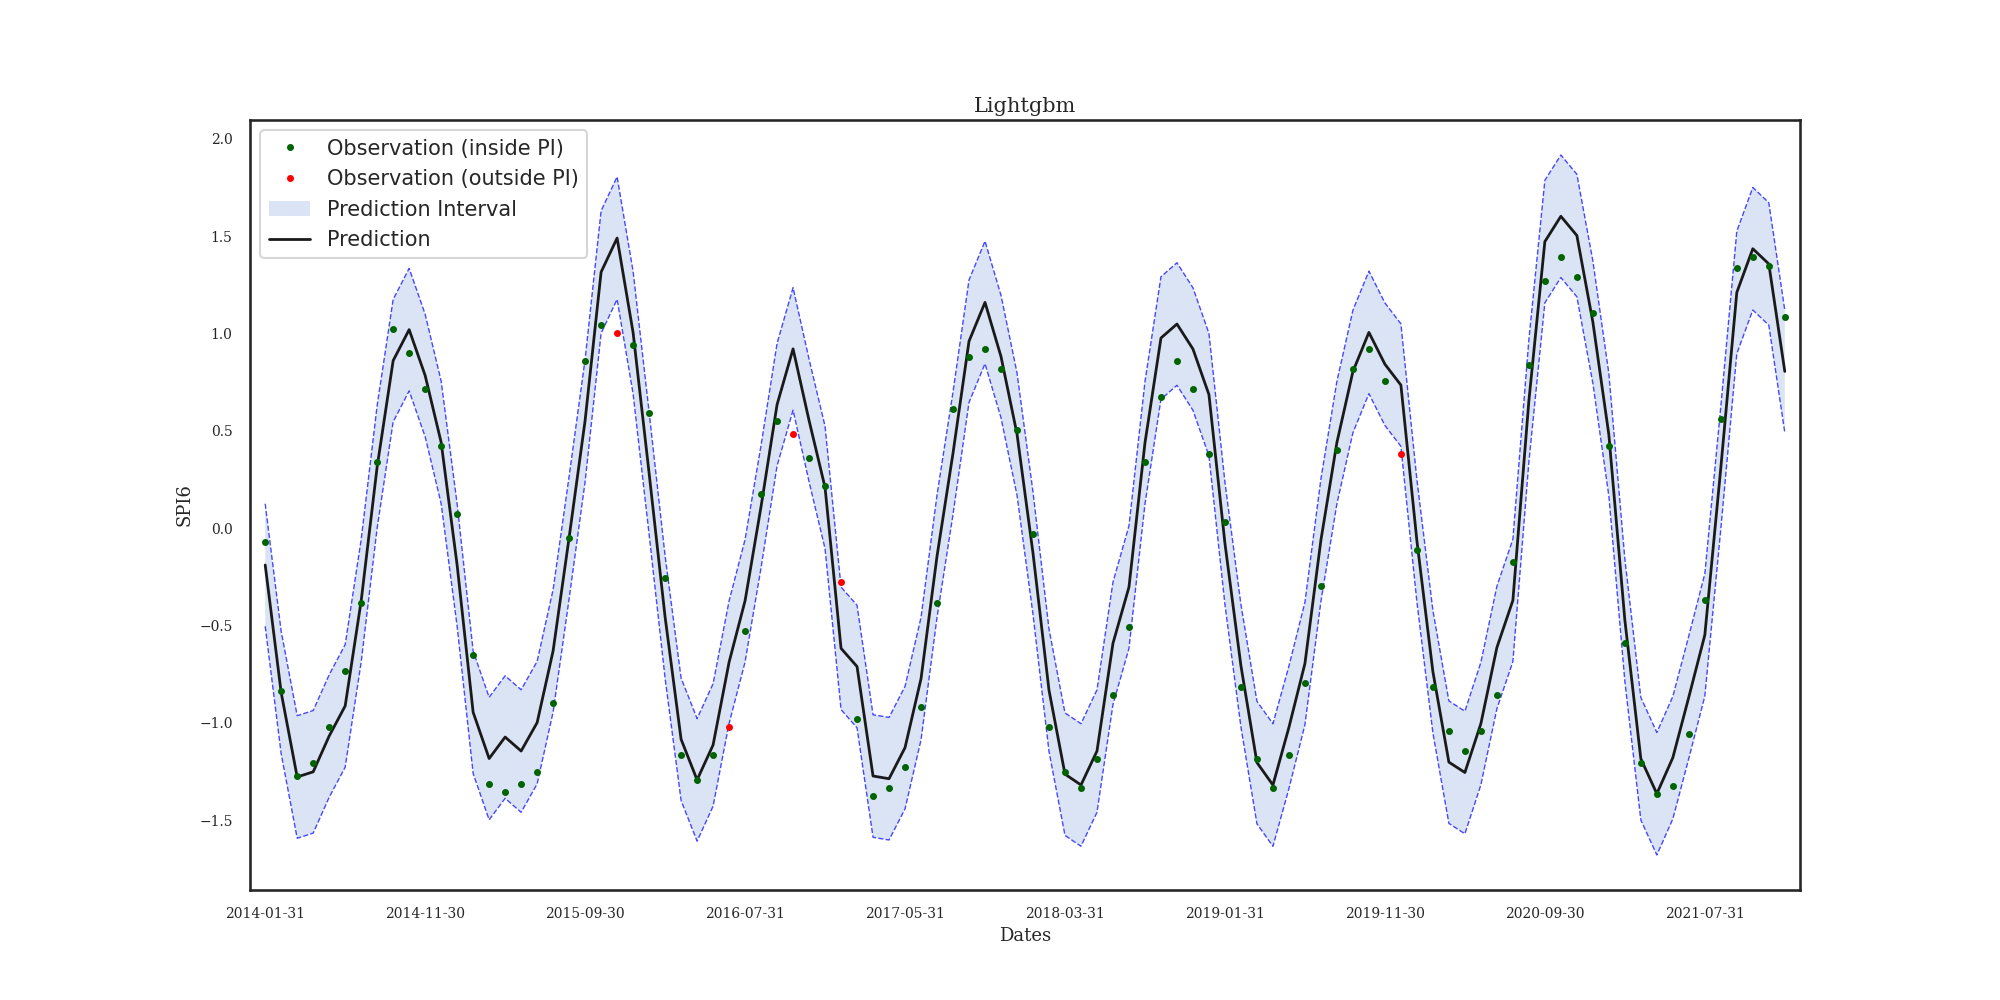 Lightgbm
Observation (inside PI)
Observation (outside PI)
Prediction Interval
Prediction
2.0
1.5
1.0
0.5
0.0
−0.5
−1.0
−1.5
SPI6
2014-01-31 2014-11-30 2015-09-30 2016-07-31 2017-05-31 2018-03-31 2019-01-31 2019-11-30 2020-09-30 2021-07-31
Dates